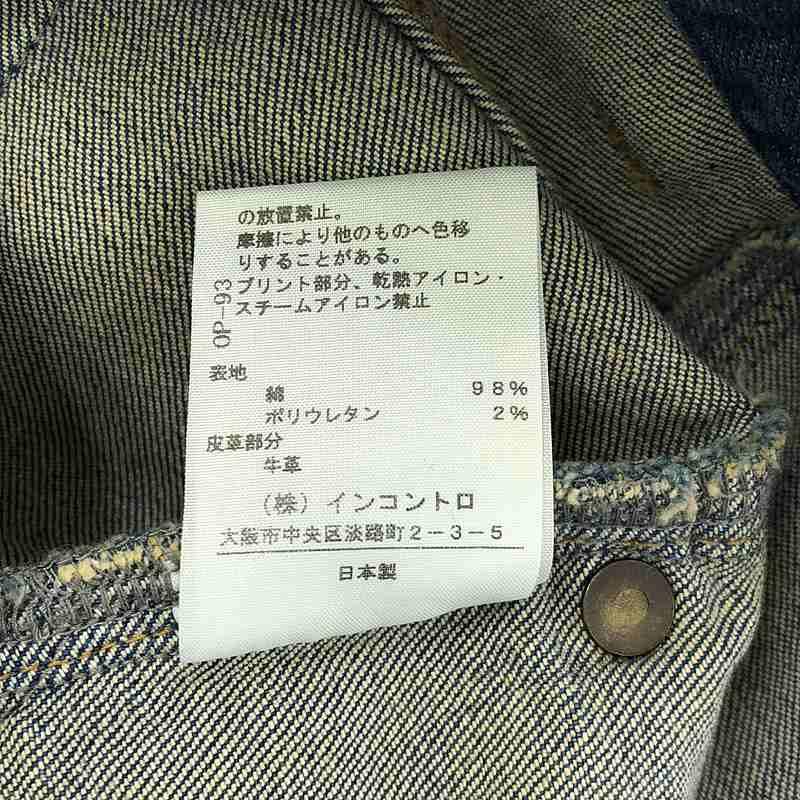 の放置禁止。
摩擦により他のものへ色移
りすることがある。
プリント部分、乾熱アイロン・
スチームアイロン禁止
OP-93
表地
綿 98%
ポリウレタン 2%
皮革部分
牛革
(株)インコントロ
大阪市中央区淡路町2-3-5
日本製